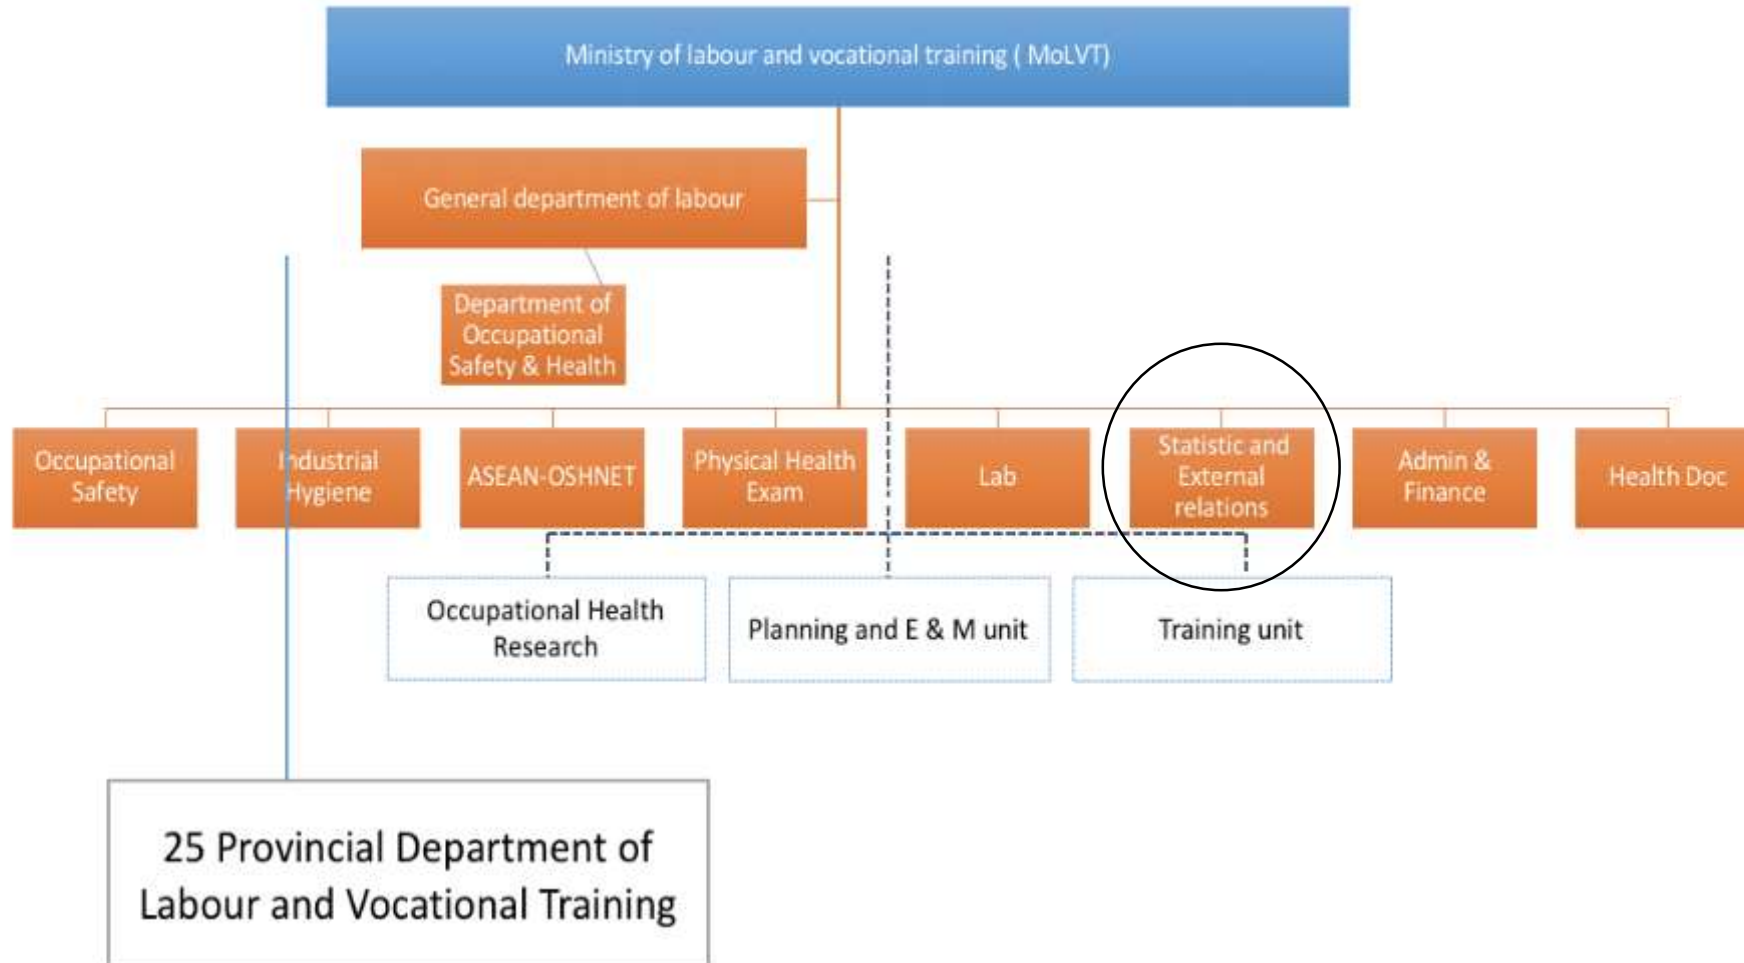 Ministry of labour and vocational training ( MoLVT)
General department of labour
Department of
Occupational
Safety & Health
Occupational
Safety
Industrial
Hygiene
ASEAN-OSHNET
Physical Health
Exam
Lab
Statistic and
External
relations
Admin &
Finance
Health Doc
Occupational Health
Research
Planning and E & M unit
Training unit
25 Provincial Department of
Labour and Vocational Training